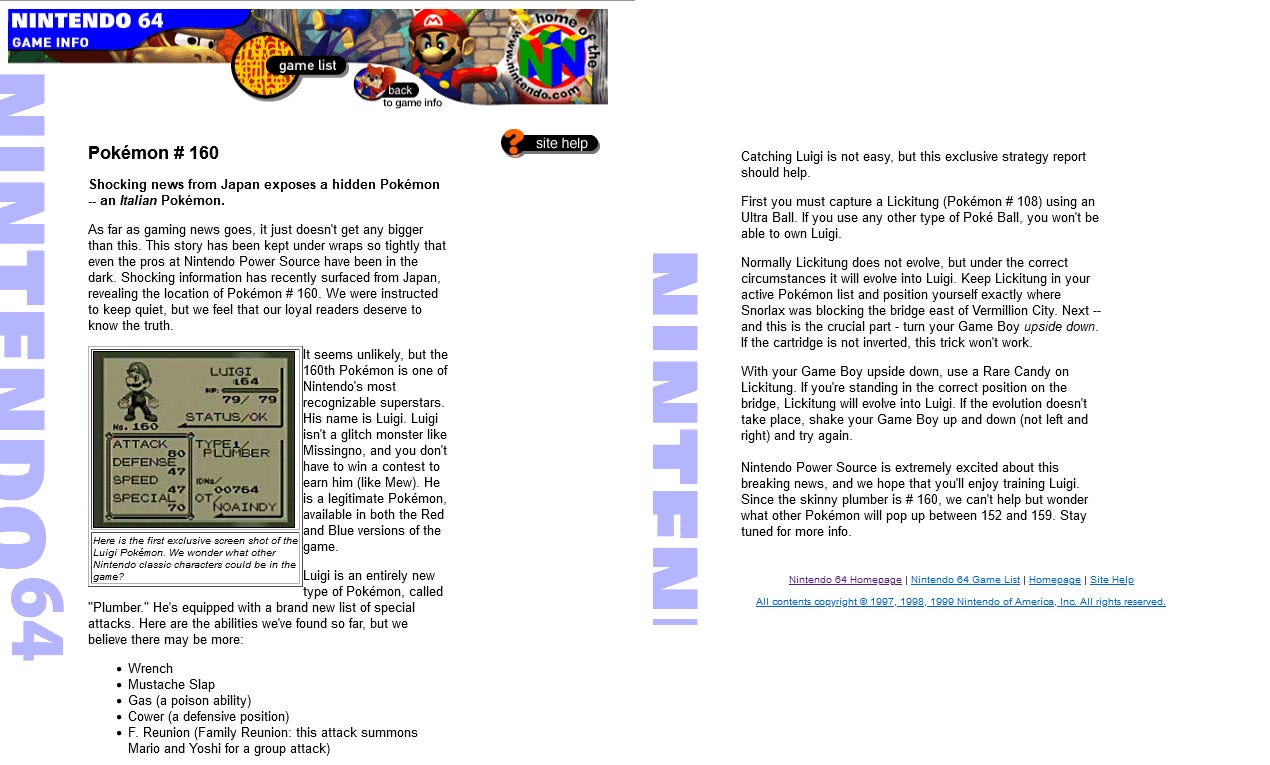 NINTENDO 64
GAME INFO
game list
back
to game info
home of the
www.nintendo.com
site help
NINTENDO 64
Pokémon # 160
Shocking news from Japan exposes a hidden Pokémon
-- an Italian Pokémon.
As far as gaming news goes, it just doesn't get any bigger
than this. This story has been kept under wraps so tightly that
even the pros at Nintendo Power Source have been in the
dark. Shocking information has recently surfaced from Japan,
revealing the location of Pokémon # 160. We were instructed
to keep quiet, but we feel that our loyal readers deserve to
know the truth.
LUIGI
:L64
HP:
79/ 79
STATUS/OK
No. 160
ATTACK
80
DEFENSE
47
SPEED
47
SPECIAL
70
TYPE1/
PLUMBER
IDNo/
00764
OT/
NOAINDY
Here is the first exclusive screen shot of the
Luigi Pokémon. We wonder what other
Nintendo classic characters could be in the
game?
It seems unlikely, but the
160th Pokémon is one of
Nintendo's most
recognizable superstars.
His name is Luigi. Luigi
isn't a glitch monster like
Missingno, and you don't
have to win a contest to
earn him (like Mew). He
is a legitimate Pokémon,
available in both the Red
and Blue versions of the
game.
Luigi is an entirely new
type of Pokémon, called
"Plumber." He's equipped with a brand new list of special
attacks. Here are the abilities we've found so far, but we
believe there may be more:
• Wrench
• Mustache Slap
• Gas (a poison ability)
• Cower (a defensive position)
• F. Reunion (Family Reunion: this attack summons
Mario and Yoshi for a group attack)
NINTEN
Catching Luigi is not easy, but this exclusive strategy report
should help.
First you must capture a Lickitung (Pokémon # 108) using an
Ultra Ball. If you use any other type of Poké Ball, you won't be
able to own Luigi.
Normally Lickitung does not evolve, but under the correct
circumstances it will evolve into Luigi. Keep Lickitung in your
active Pokémon list and position yourself exactly where
Snorlax was blocking the bridge east of Vermillion City. Next --
and this is the crucial part - turn your Game Boy upside down.
If the cartridge is not inverted, this trick won't work.
With your Game Boy upside down, use a Rare Candy on
Lickitung. If you're standing in the correct position on the
bridge, Lickitung will evolve into Luigi. If the evolution doesn't
take place, shake your Game Boy up and down (not left and
right) and try again.
Nintendo Power Source is extremely excited about this
breaking news, and we hope that you'll enjoy training Luigi.
Since the skinny plumber is # 160, we can't help but wonder
what other Pokémon will pop up between 152 and 159. Stay
tuned for more info.
Nintendo 64 Homepage | Nintendo 64 Game List | Homepage | Site Help
All contents copyright © 1997, 1998, 1999 Nintendo of America, Inc. All rights reserved.